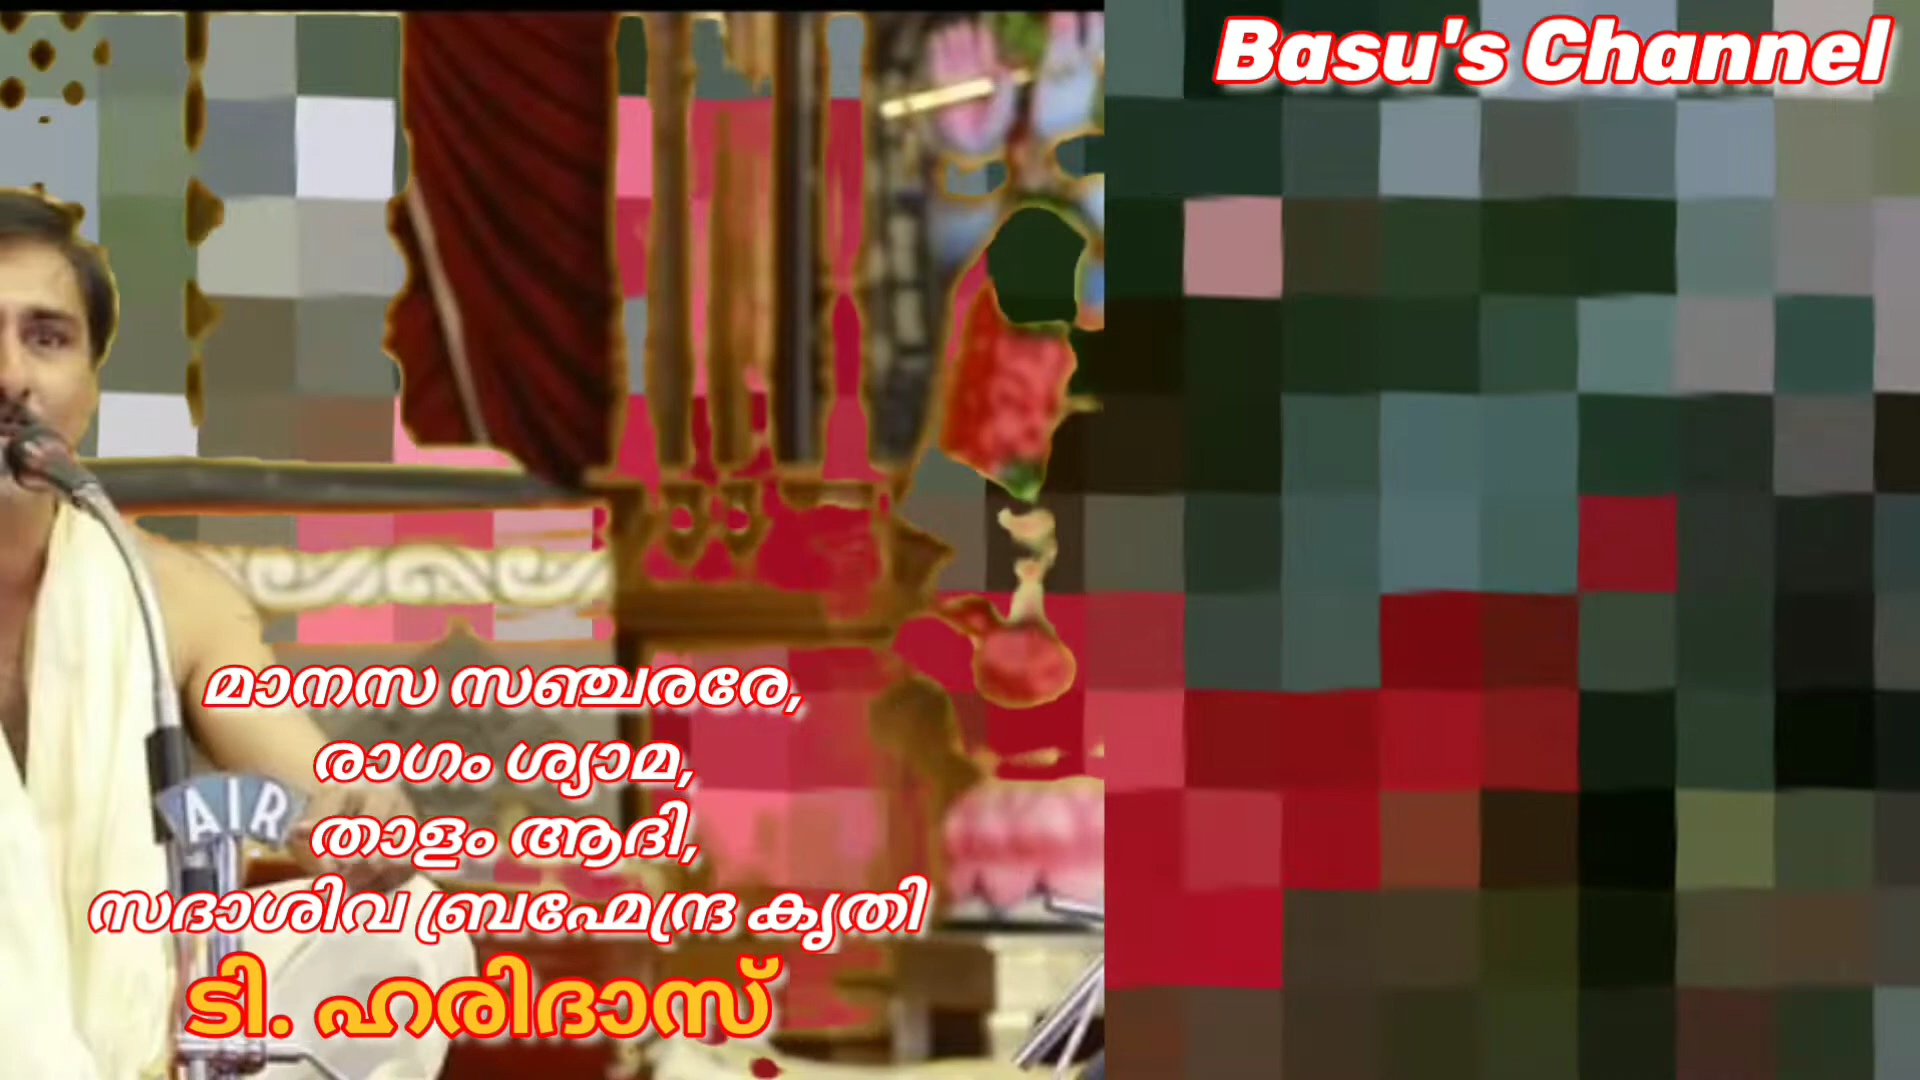 Basu's Channel
മാനസ സഞ്ചരരേ,
രാഗം ശ്യാമ,
AIR
താളം ആദി,
സദാശിവ ബ്രഹ്മേന്ദ്ര കൃതി
ടി. ഹരിദാസ്